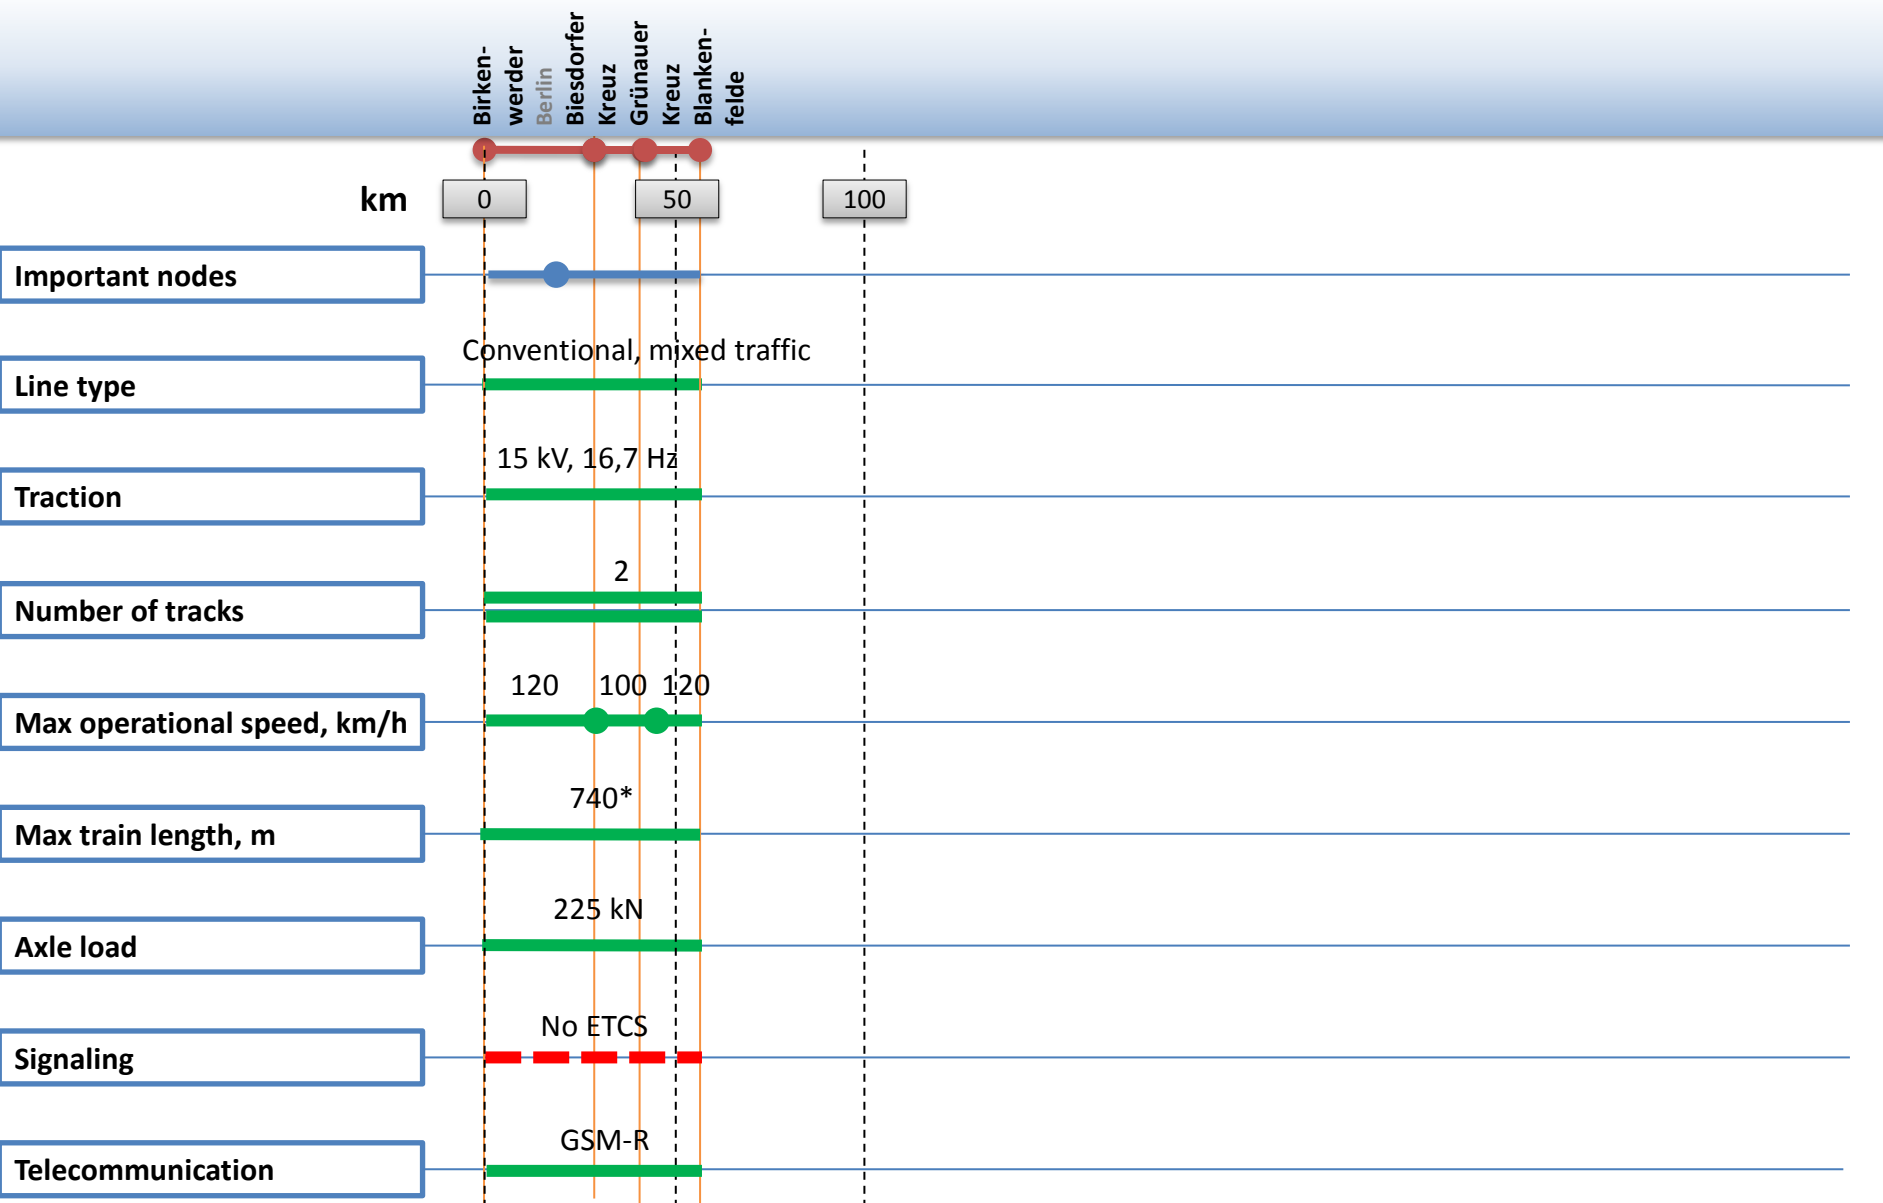 Birken-
werder
Berlin
Biesdorfer
Kreuz
Grünauer
Kreuz
Blanken-
felde
km
0
50
100
Important nodes
Conventional, mixed traffic
Line type
15 kV, 16,7 Hz
Traction
2
Number of tracks
120
100
120
Max operational speed, km/h
740*
Max train length, m
225 kN
Axle load
No ETCS
Signaling
GSM-R
Telecommunication